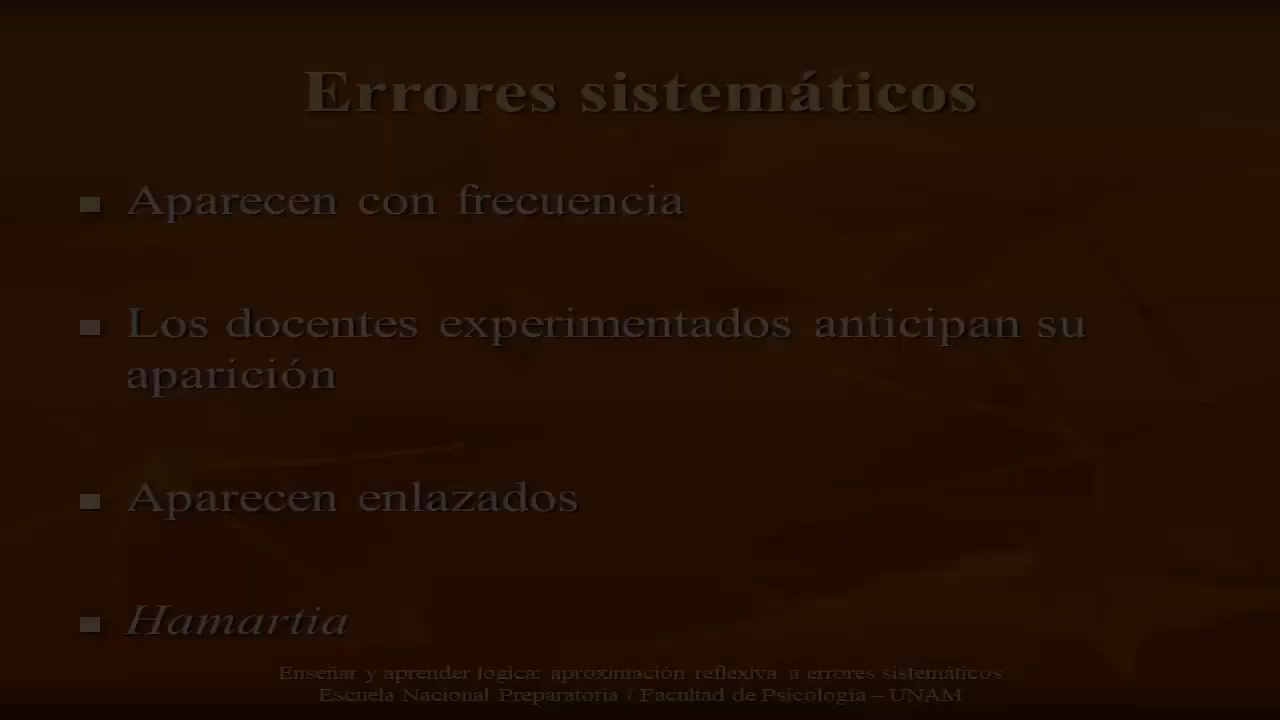 Errores sistemáticos
Aparecen con frecuencia
Los docentes experimentados anticipan su
aparición
Aparecen enlazados
Hamartia
Enseñar y aprender lógica: aproximación reflexiva a errores sistemáticos
Escuela Nacional Preparatoria / Facultad de Psicología – UNAM